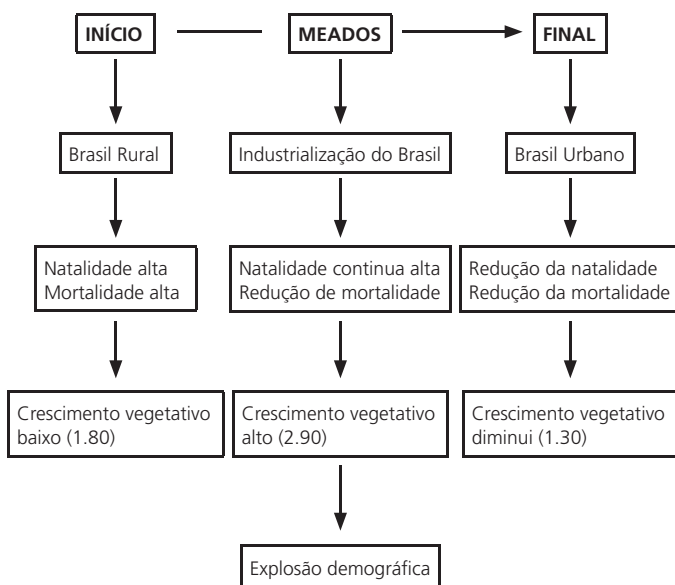 INÍCIO
MEADOS
FINAL
Brasil Rural
Industrialização do Brasil
Brasil Urbano
Natalidade alta
Mortalidade alta
Natalidade continua alta
Redução de mortalidade
Redução da natalidade
Redução da mortalidade
Crescimento vegetativo
baixo (1.80)
Crescimento vegetativo
alto (2.90)
Crescimento vegetativo
diminui (1.30)
Explosão demográfica